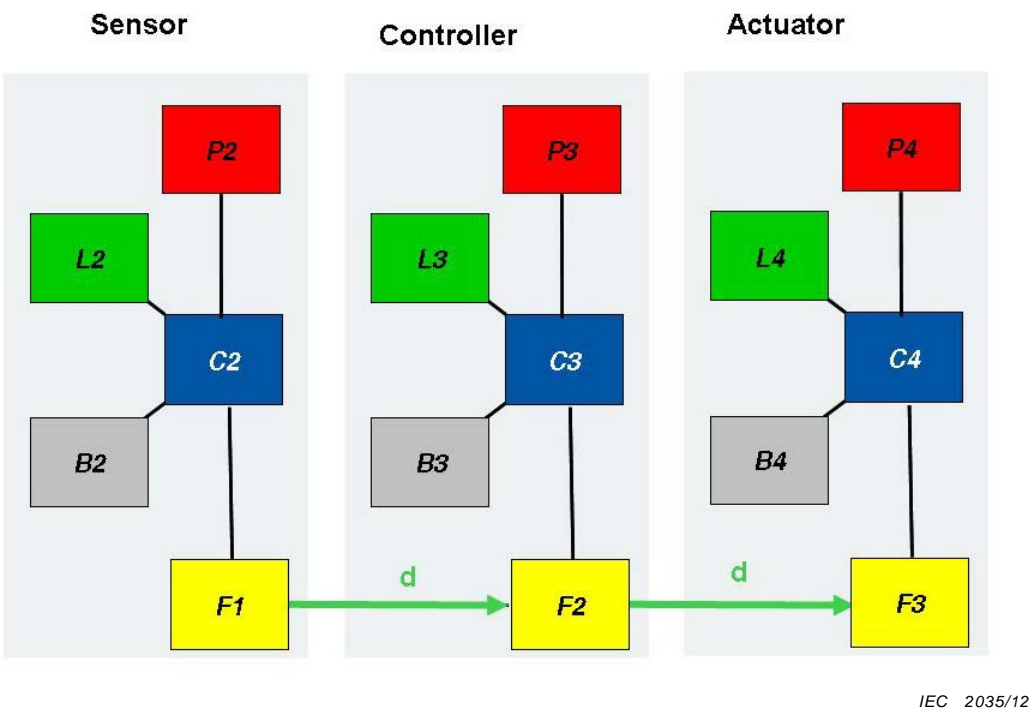 Sensor
Controller
Actuator
P2
P3
P4
L2
L3
L4
C2
C3
C4
B2
B3
B4
d
d
F1
F2
F3
IEC 2035/12